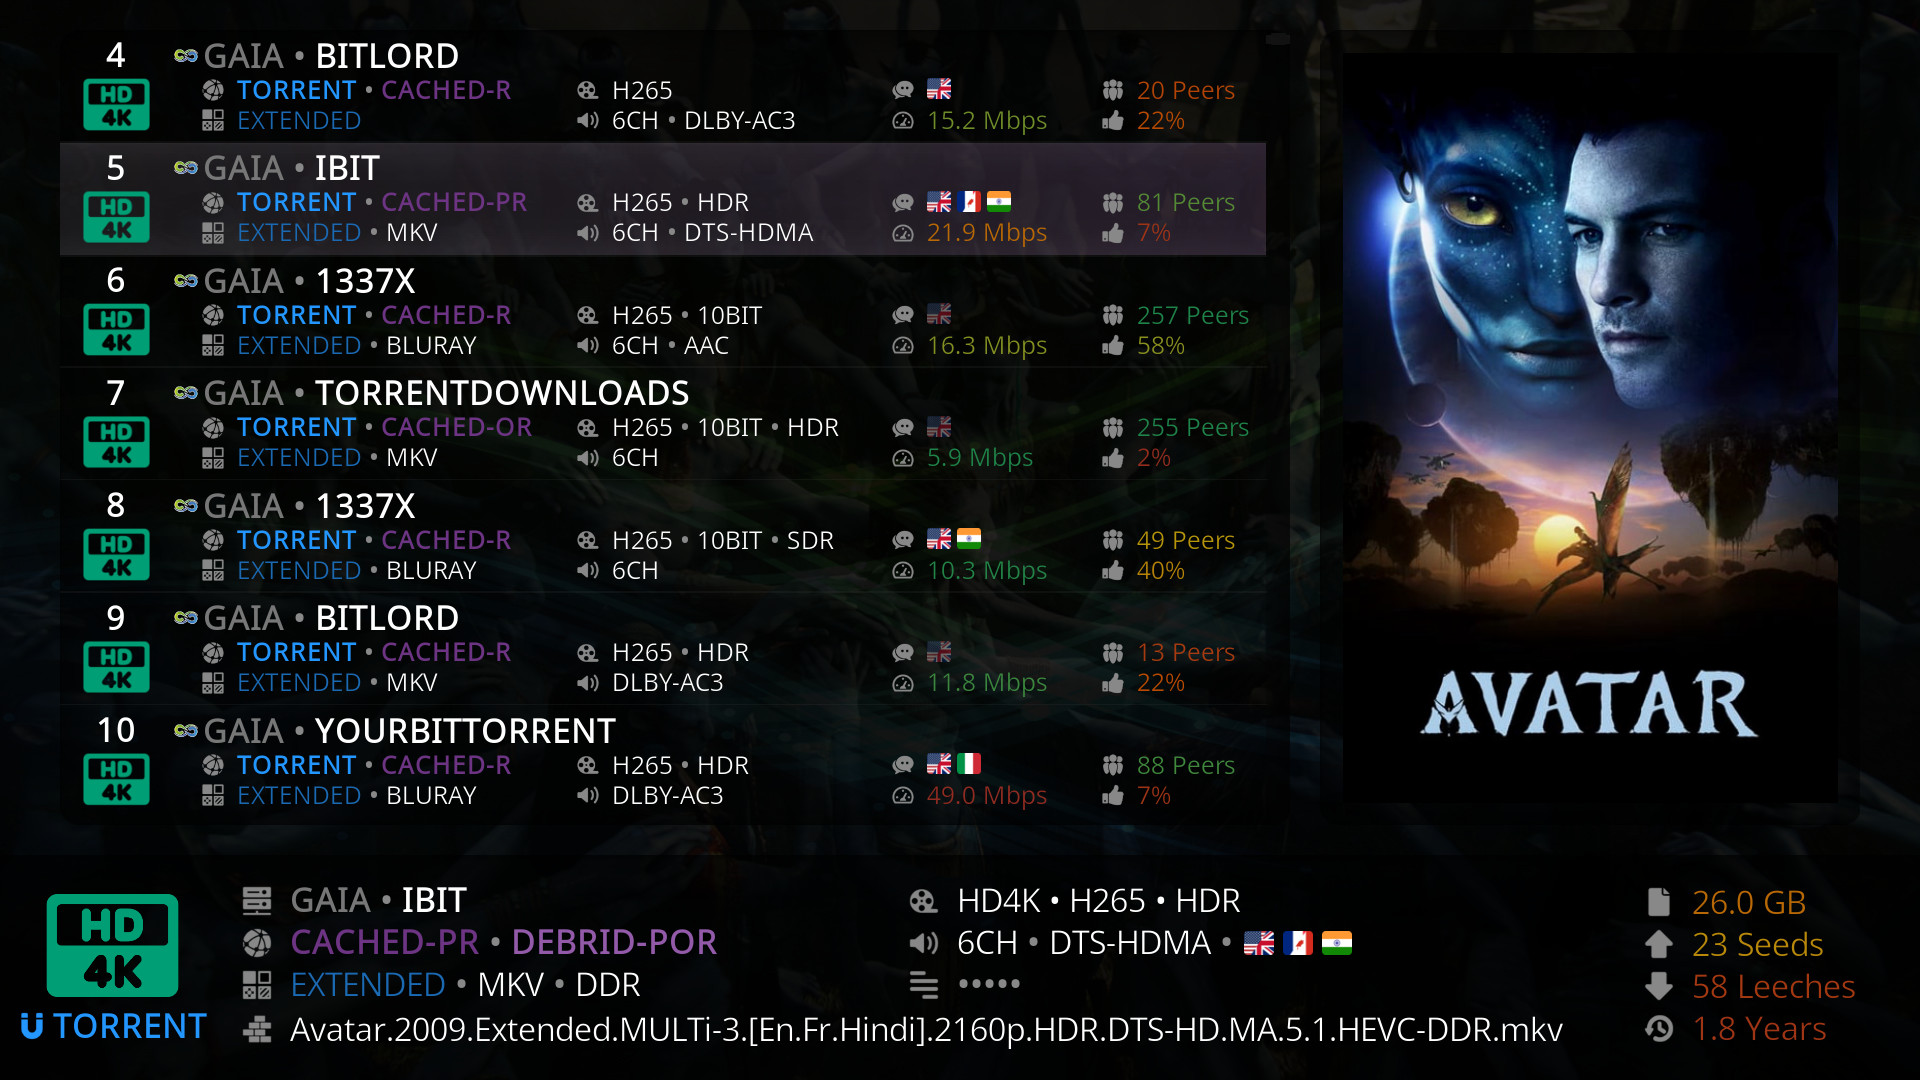 4 GAIA • BITLORD
HD 4K TORRENT • CACHED-R H265 20 Peers
EXTENDED 6CH • DLBY-AC3 15.2 Mbps 22%
5 GAIA • IBIT
HD 4K TORRENT • CACHED-PR H265 • HDR 81 Peers
EXTENDED • MKV 6CH • DTS-HDMA 21.9 Mbps 7%
6 GAIA • 1337X
HD 4K TORRENT • CACHED-R H265 • 10BIT 257 Peers
EXTENDED • BLURAY 6CH • AAC 16.3 Mbps 58%
7 GAIA • TORRENTDOWNLOADS
HD 4K TORRENT • CACHED-OR H265 • 10BIT • HDR 255 Peers
EXTENDED • MKV 6CH 5.9 Mbps 2%
8 GAIA • 1337X
HD 4K TORRENT • CACHED-R H265 • 10BIT • SDR 49 Peers
EXTENDED • BLURAY 6CH 10.3 Mbps 40%
9 GAIA • BITLORD
HD 4K TORRENT • CACHED-R H265 • HDR 13 Peers
EXTENDED • MKV DLBY-AC3 11.8 Mbps 22%
10 GAIA • YOURBITTORRENT
HD 4K TORRENT • CACHED-R H265 • HDR 88 Peers
EXTENDED • BLURAY DLBY-AC3 49.0 Mbps 7%
AVATAR
HD 4K
TORRENT
GAIA • IBIT HD4K • H265 • HDR 26.0 GB
CACHED-PR • DEBRID-POR 6CH • DTS-HDMA • 23 Seeds
EXTENDED • MKV • DDR ••••• 58 Leeches
Avatar.2009.Extended.MULTi-3.[En.Fr.Hindi].2160p.HDR.DTS-HD.MA.5.1.HEVC-DDR.mkv 1.8 Years